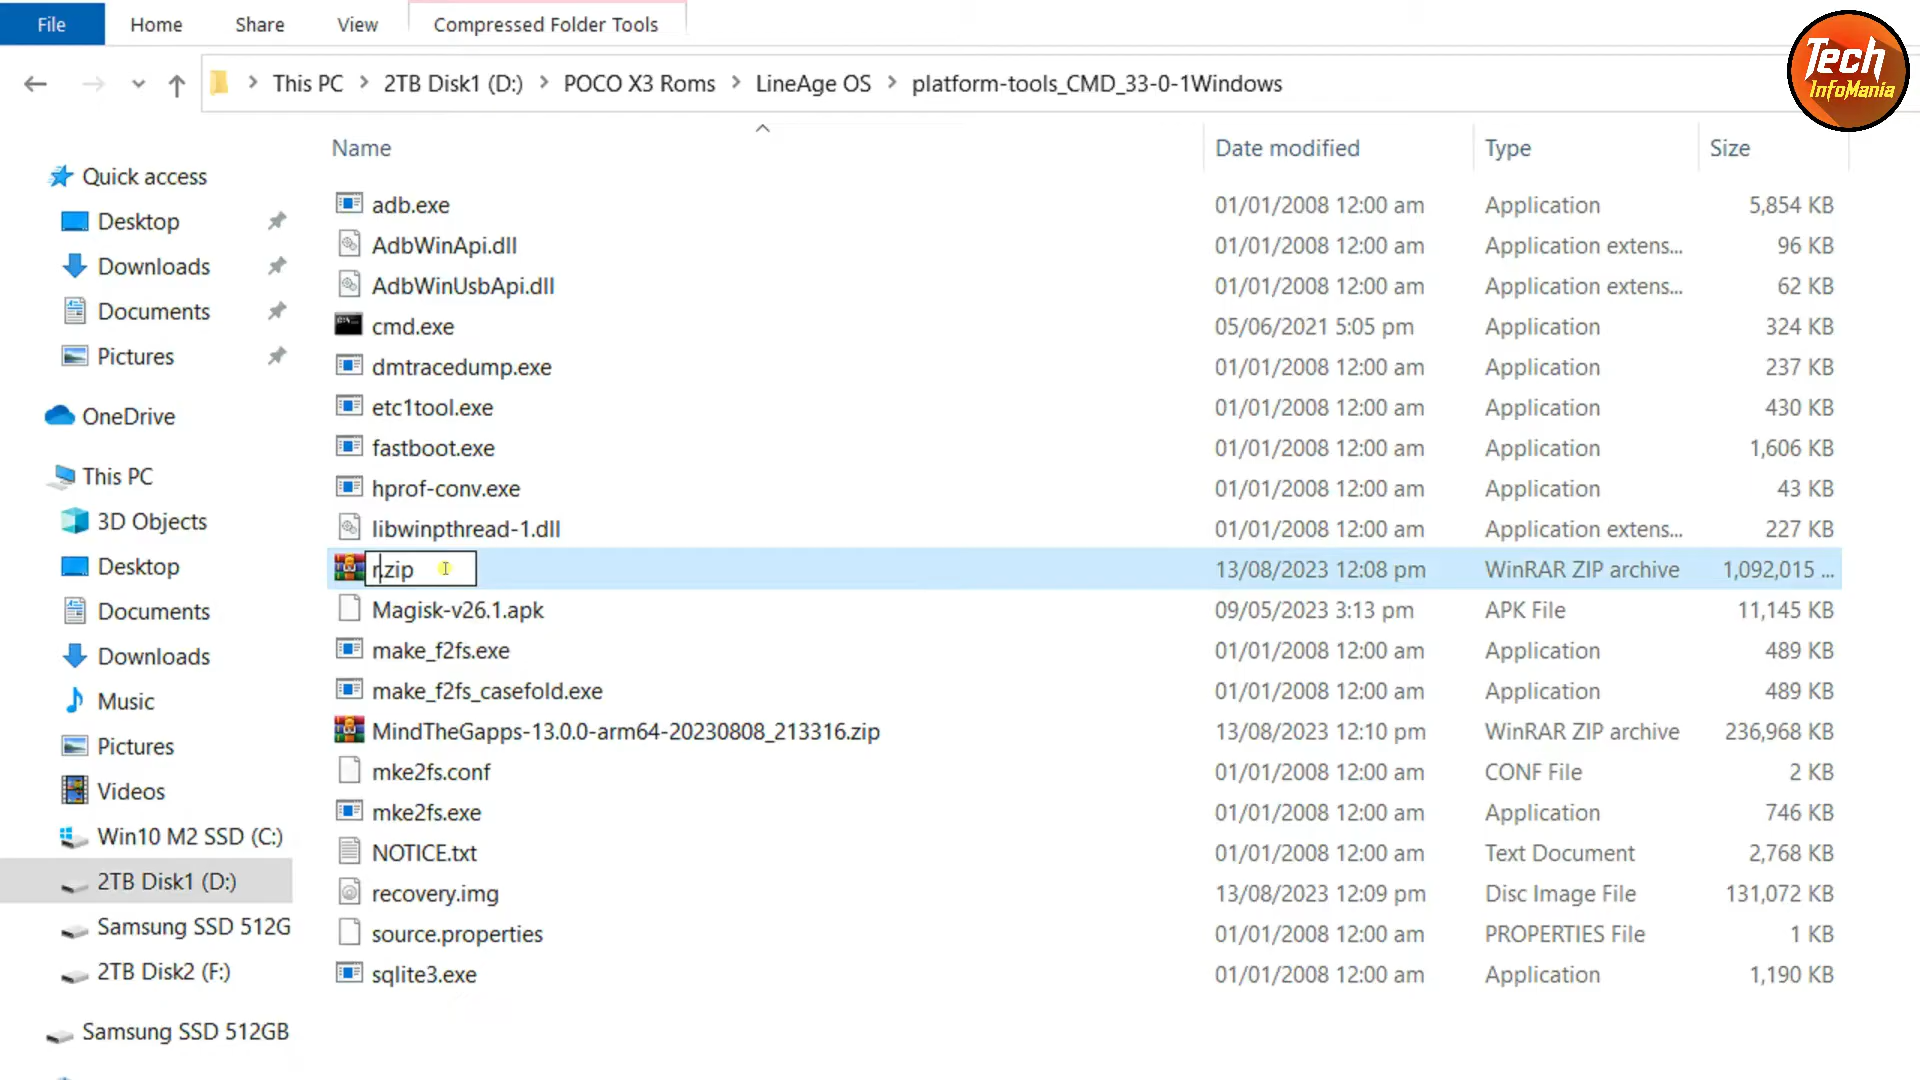 File Home Share View Compressed Folder Tools
Tech
InfoMania
This PC 2TB Disk1 (D:) POCO X3 Roms LineAge OS platform-tools_CMD_33-0-1Windows
Name Date modified Type Size
Quick access
Desktop
Downloads
Documents
Pictures
OneDrive
This PC
3D Objects
Desktop
Documents
Downloads
Music
Pictures
Videos
Win10 M2 SSD (C:)
2TB Disk1 (D:)
Samsung SSD 512G
2TB Disk2 (F:)
Samsung SSD 512GB
adb.exe 01/01/2008 12:00 am Application 5,854 KB
AdbWinApi.dll 01/01/2008 12:00 am Application extens... 96 KB
AdbWinUsbApi.dll 01/01/2008 12:00 am Application extens... 62 KB
cmd.exe 05/06/2021 5:05 pm Application 324 KB
dmtracedump.exe 01/01/2008 12:00 am Application 237 KB
etc1tool.exe 01/01/2008 12:00 am Application 430 KB
fastboot.exe 01/01/2008 12:00 am Application 1,606 KB
hprof-conv.exe 01/01/2008 12:00 am Application 43 KB
libwinpthread-1.dll 01/01/2008 12:00 am Application extens... 227 KB
r.zip 13/08/2023 12:08 pm WinRAR ZIP archive 1,092,015 ...
Magisk-v26.1.apk 09/05/2023 3:13 pm APK File 11,145 KB
make_f2fs.exe 01/01/2008 12:00 am Application 489 KB
make_f2fs_casefold.exe 01/01/2008 12:00 am Application 489 KB
MindTheGapps-13.0.0-arm64-20230808_213316.zip 13/08/2023 12:10 pm WinRAR ZIP archive 236,968 KB
mke2fs.conf 01/01/2008 12:00 am CONF File 2 KB
mke2fs.exe 01/01/2008 12:00 am Application 746 KB
NOTICE.txt 01/01/2008 12:00 am Text Document 2,768 KB
recovery.img 13/08/2023 12:09 pm Disc Image File 131,072 KB
source.properties 01/01/2008 12:00 am PROPERTIES File 1 KB
sqlite3.exe 01/01/2008 12:00 am Application 1,190 KB